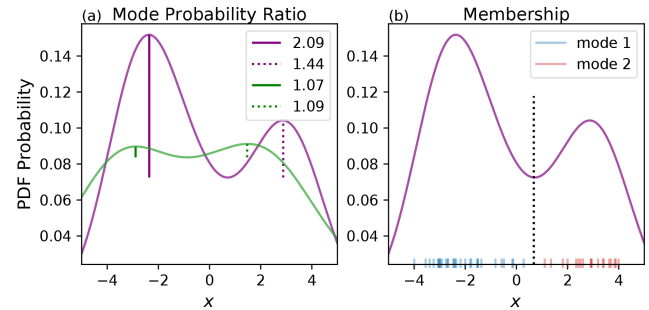 (a) Mode Probability Ratio
2.09
1.44
1.07
1.09
PDF Probability
0.14
0.12
0.10
0.08
0.06
0.04
−4 −2 0 2 4
x
(b) Membership
mode 1
mode 2
0.14
0.12
0.10
0.08
0.06
0.04
−4 −2 0 2 4
x